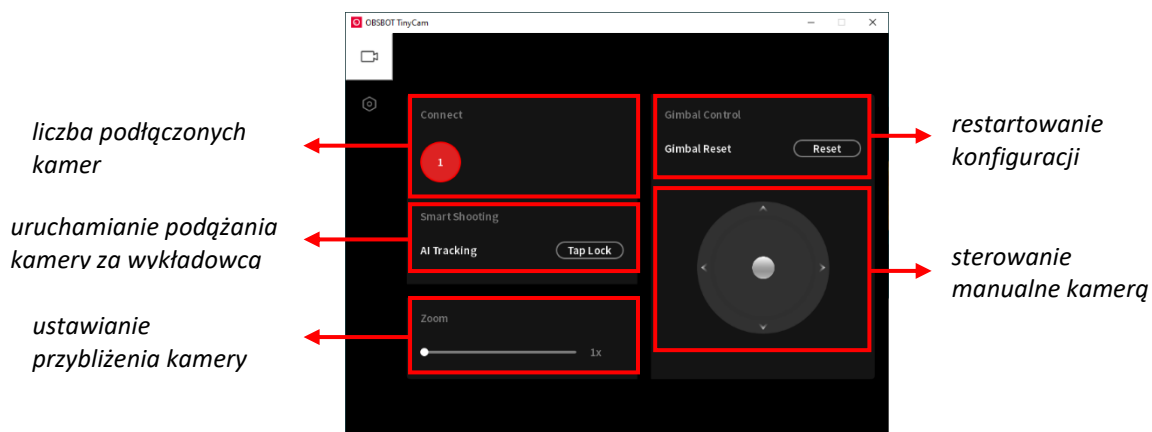 OBSBOT TinyCam
liczba podłączonych
kamer
uruchamianie podążania
kamery za wykładowcą
ustawianie
przybliżenia kamery
Connect
1
Smart Shooting
AI Tracking
Tap Lock
Zoom
1x
Gimbal Control
Gimbal Reset
Reset
restartowanie
konfiguracji
sterowanie
manualne kamerą